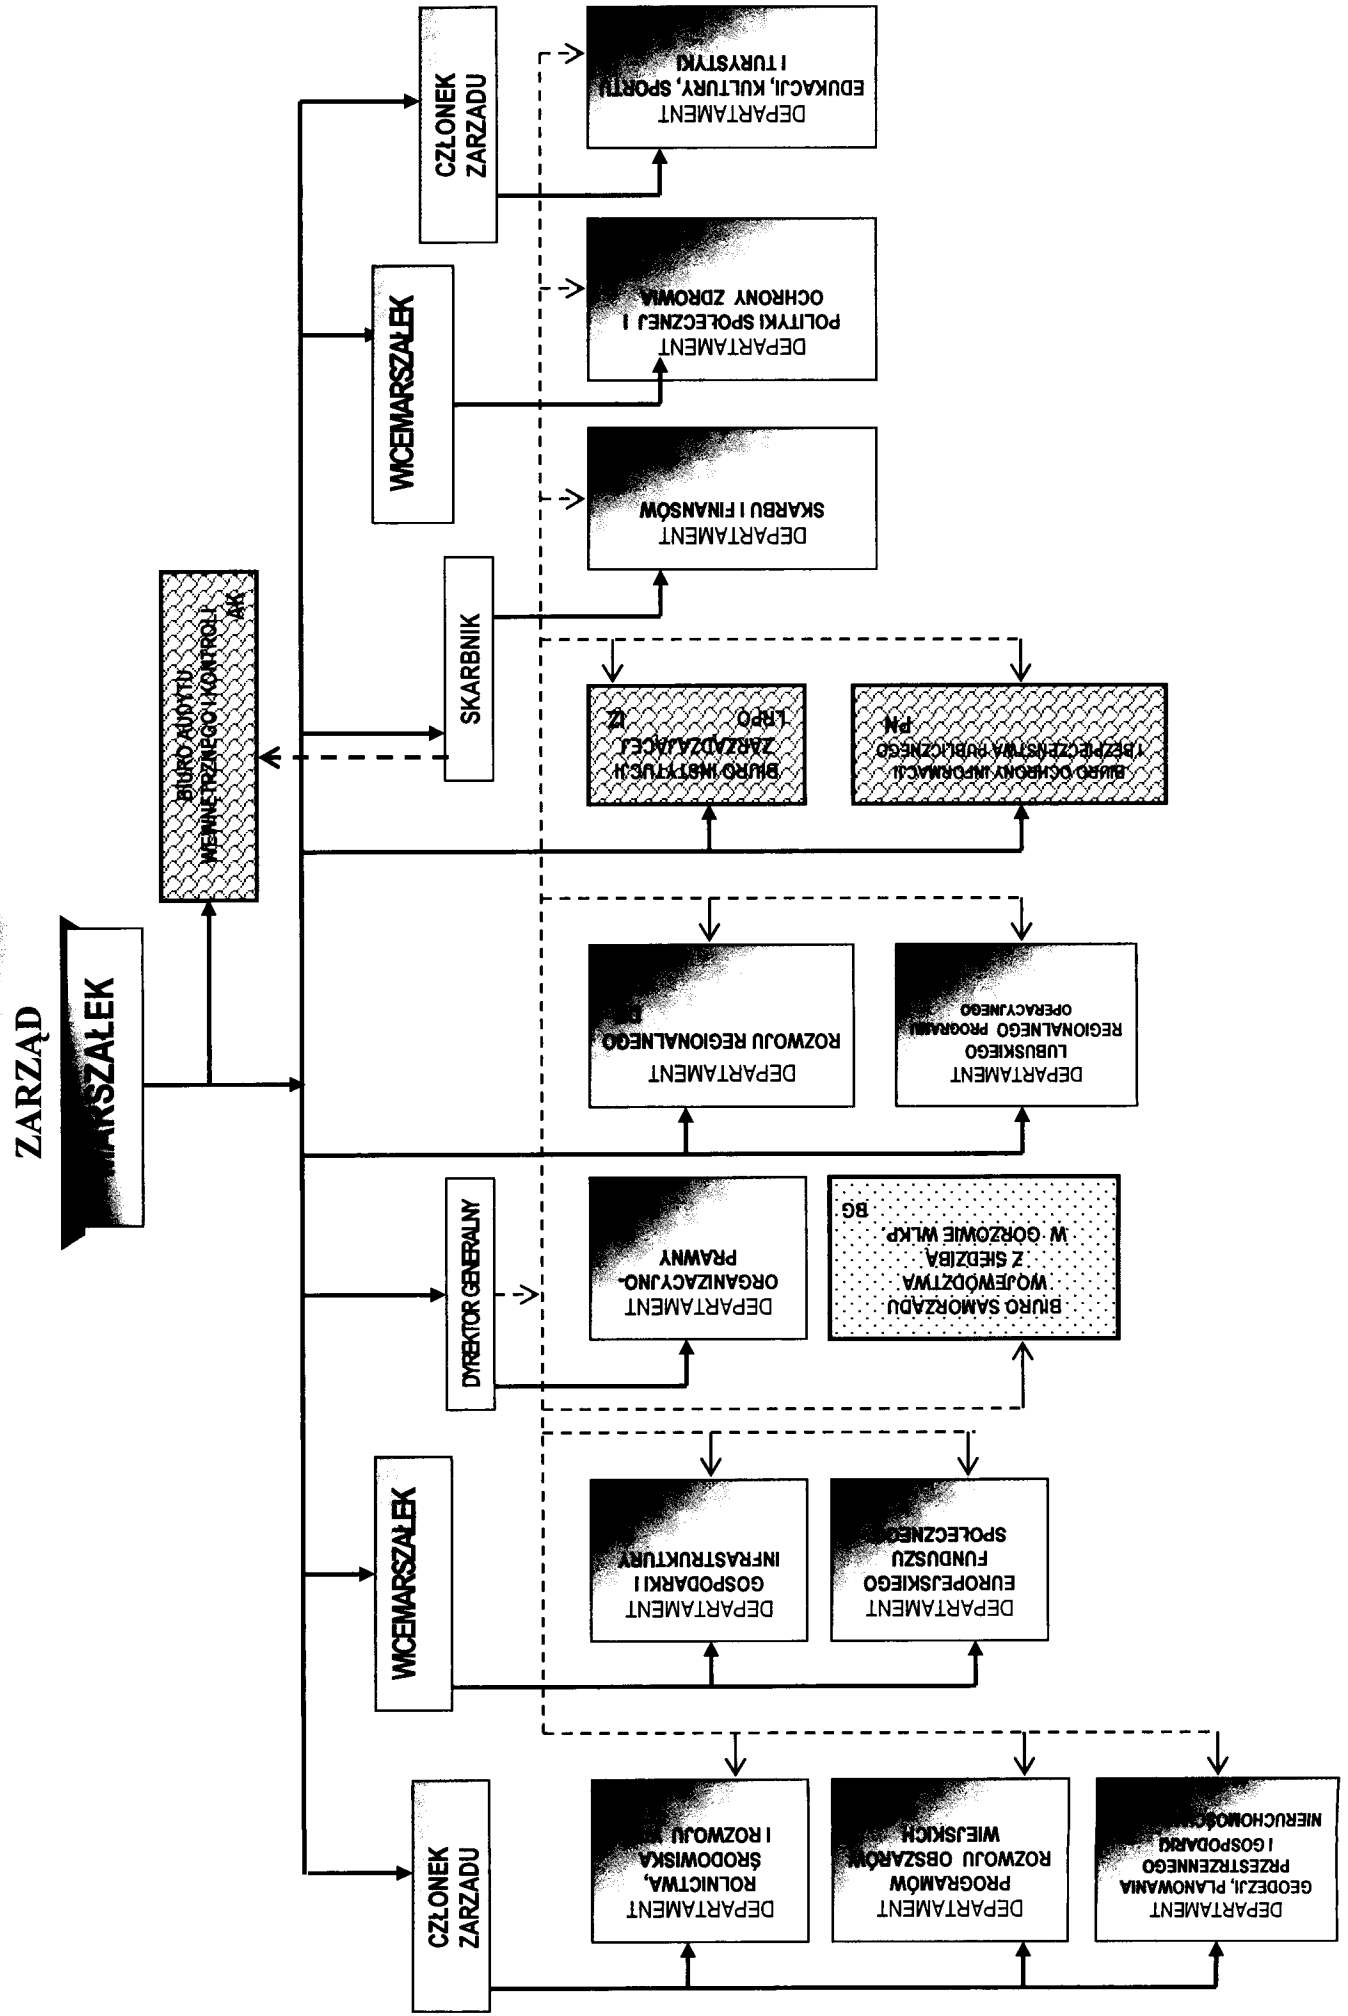 ZARZĄD
MARSZAŁEK
BIURO AUDYTU
WEWNĘTRZNEGO I KONTROLI
AK
CZŁONEK
ZARZADU
WICEMARSZAŁEK
DYREKTOR GENERALNY
SKARBNIK
WICEMARSZAŁEK
CZŁONEK
ZARZADU
DEPARTAMENT
ROLNICTWA,
ŚRODOWISKA
I ROZWOJU
DEPARTAMENT
PROGRAMÓW
ROZWOJU OBSZARÓW
WIEJSKICH
DEPARTAMENT
GEODEZJI, PLANOWANIA
PRZESTRZENNEGO
I GOSPODARKI
NIERUCHOMOŚCI
DEPARTAMENT
GOSPODARKI I
INFRASTRUKTURY
DEPARTAMENT
EUROPEJSKIEGO
FUNDUSZU
SPOŁECZNEGO
DEPARTAMENT
ORGANIZACYJNO-
PRAWNY
BIURO SAMORZĄDU
WOJEWÓDZTWA
Z SIEDZIBĄ
W GORZOWIE WLKP.
BG
DEPARTAMENT
ROZWOJU REGIONALNEGO
DEPARTAMENT
LUBUSKIEGO
REGIONALNEGO PROGRAMU
OPERACYJNEGO
BIURO INSTYTUCJI
ZARZĄDZAJĄCEJ
LRPO
IZ
BIURO OCHRONY INFORMACJI
I BEZPIECZEŃSTWA PUBLICZNEGO
PN
DEPARTAMENT
SKARBU I FINANSÓW
DEPARTAMENT
POLITYKI SPOŁECZNEJ I
OCHRONY ZDROWIA
DEPARTAMENT
EDUKACJI, KULTURY, SPORTU
I TURYSTYKI